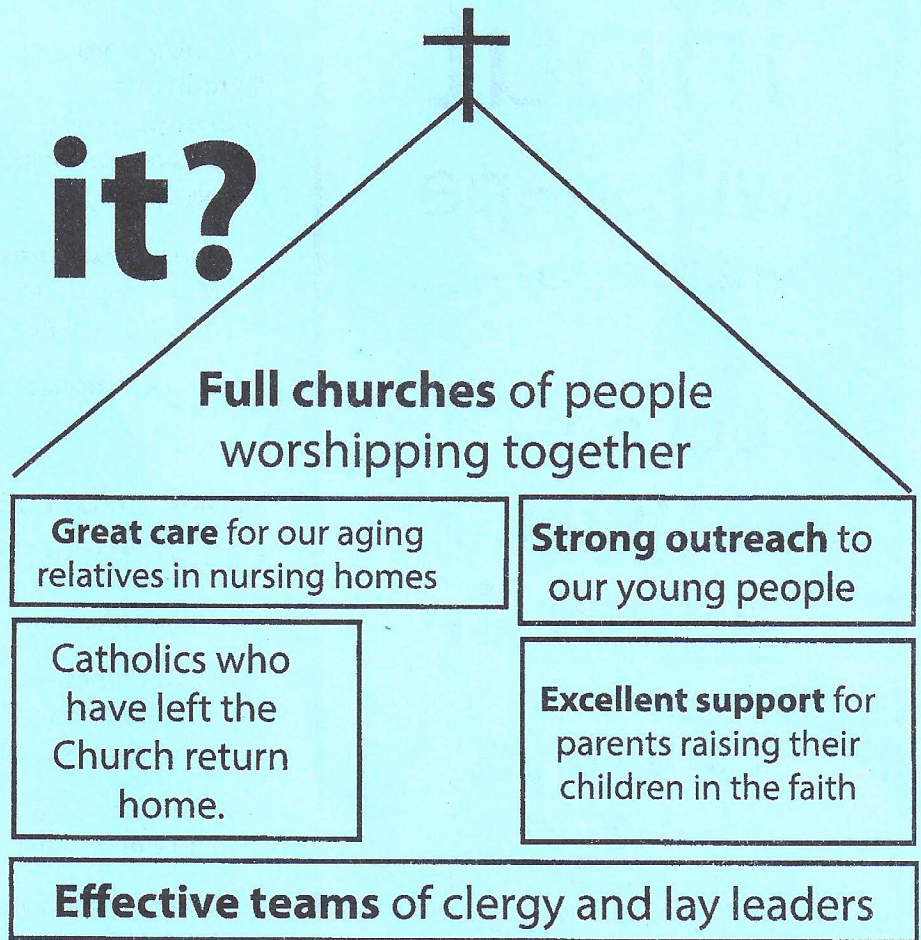 it?
Full churches of people
worshipping together
Great care for our aging
relatives in nursing homes
Strong outreach to
our young people
Catholics who
have left the
Church return
home.
Excellent support for
parents raising their
children in the faith
Effective teams of clergy and lay leaders